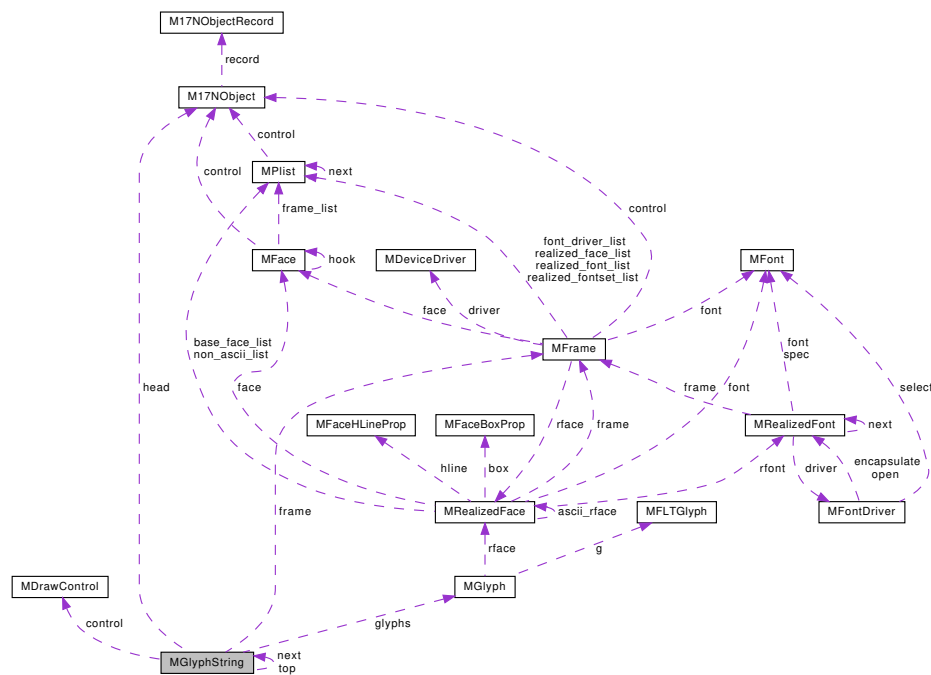 M17NObjectRecord
record
M17NObject
control
control
MPlist
next
frame_list
control
font_driver_list
realized_face_list
realized_font_list
realized_fontset_list
MFace
hook
MDeviceDriver
MFont
face
driver
font
MFrame
base_face_list
non_ascii_list
font
spec
head
face
frame
font
select
MFaceHLineProp
MFaceBoxProp
rface
frame
MRealizedFont
next
hline
box
rfont
driver
encapsulate
open
frame
MRealizedFace
ascii_rface
MFLTGlyph
MFontDriver
rface
g
MDrawControl
MGlyph
control
glyphs
MGlyphString
next
top